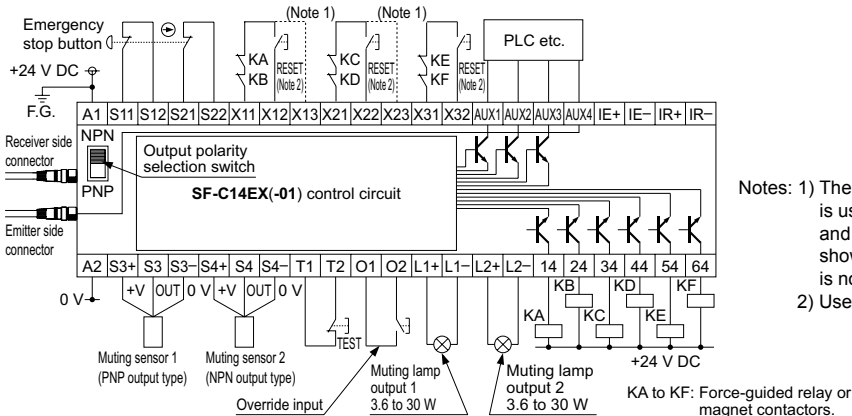 Emergency
stop button
(Note 1)
(Note 1)
PLC etc.
+24 V DC
KA
KB
RESET
(Note 2)
KC
KD
RESET
(Note 2)
KE
KF
RESET
(Note 2)
F.G.
A1 S11 S12 S21 S22 X11 X12 X13 X21 X22 X23 X31 X32 AUX1 AUX2 AUX3 AUX4 IE+ IE− IR+ IR−
Receiver side
connector
NPN
PNP
Output polarity
selection switch
SF-C14EX(-01) control circuit
Emitter side
connector
A2 S3+ S3 S3− S4+ S4 S4− T1 T2 O1 O2 L1+ L1− L2+ L2− 14 24 34 44 54 64
0 V
+V OUT 0 V +V OUT 0 V
KB KD KF
KA KC KE
TEST
Muting sensor 1
(PNP output type)
Muting sensor 2
(NPN output type)
Override input
Muting lamp
output 1
3.6 to 30 W
Muting lamp
output 2
3.6 to 30 W
+24 V DC
KA to KF: Force-guided relay or
magnet contactors.
Notes: 1) The
is us
and
show
is no
2) Use